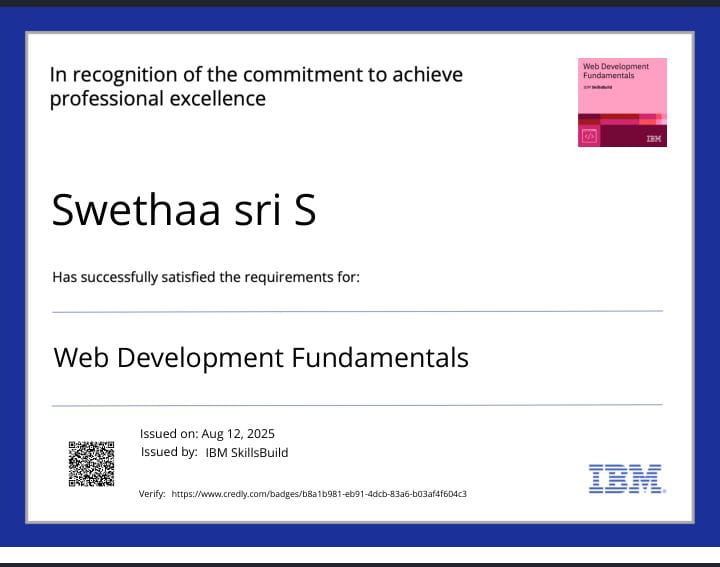 In recognition of the commitment to achieve
professional excellence
Web Development
Fundamentals
IBM SkillsBuild
</>
IBM
Swethaa sri S
Has successfully satisfied the requirements for:
Web Development Fundamentals
Issued on: Aug 12, 2025
Issued by: IBM SkillsBuild
Verify: https://www.credly.com/badges/b8a1b981-eb91-4dcb-83a6-b03af4f604c3
IBM®